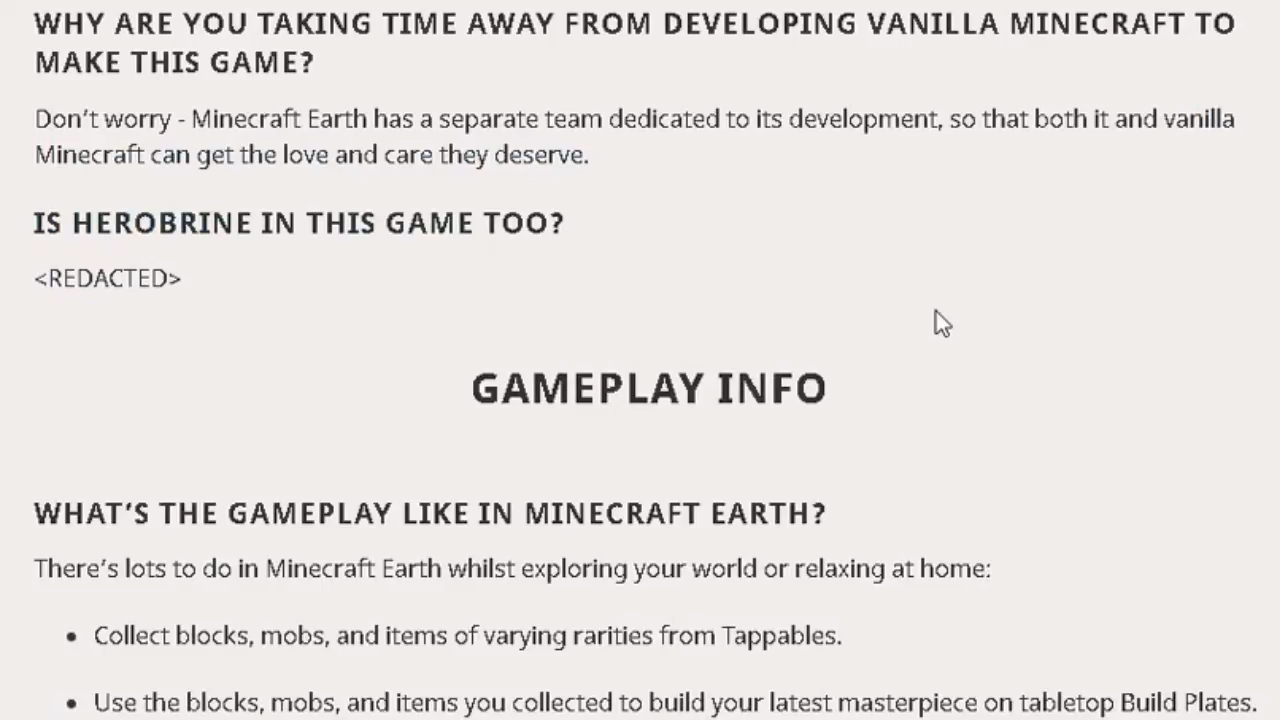 WHY ARE YOU TAKING TIME AWAY FROM DEVELOPING VANILLA MINECRAFT TO
MAKE THIS GAME?
Don't worry - Minecraft Earth has a separate team dedicated to its development, so that both it and vanilla
Minecraft can get the love and care they deserve.
IS HEROBRINE IN THIS GAME TOO?
<REDACTED>
GAMEPLAY INFO
WHAT'S THE GAMEPLAY LIKE IN MINECRAFT EARTH?
There's lots to do in Minecraft Earth whilst exploring your world or relaxing at home:
• Collect blocks, mobs, and items of varying rarities from Tappables.
• Use the blocks, mobs, and items you collected to build your latest masterpiece on tabletop Build Plates.